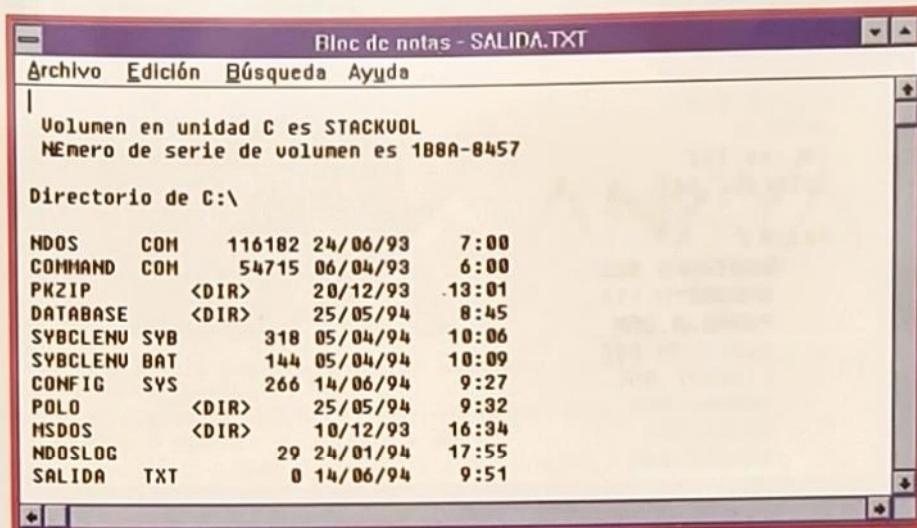 Bloc de notas - SALIDA.TXT
Archivo Edición Búsqueda Ayuda
Volumen en unidad C es STACKVOL
NEmero de serie de volumen es 1B8A-8457
Directorio de C:\
NDOS COM 116182 24/06/93 7:00
COMMAND COM 54715 06/04/93 6:00
PKZIP <DIR> 20/12/93 13:01
DATABASE <DIR> 25/05/94 8:45
SYBCLENV SYB 318 05/04/94 10:06
SYBCLENV BAT 144 05/04/94 10:09
CONFIG SYS 266 14/06/94 9:27
POLO <DIR> 25/05/94 9:32
MSDOS <DIR> 10/12/93 16:34
NDOSLOG 29 24/01/94 17:55
SALIDA TXT 0 14/06/94 9:51